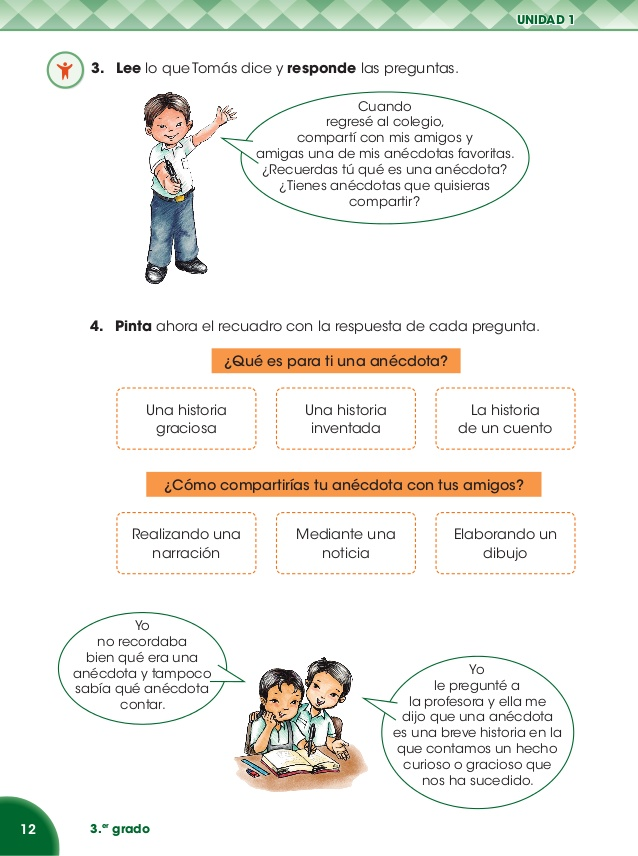 UNIDAD 1
3. Lee lo que Tomás dice y responde las preguntas.
Cuando
regresé al colegio,
compartí con mis amigos y
amigas una de mis anécdotas favoritas.
¿Recuerdas tú qué es una anécdota?
¿Tienes anécdotas que quisieras
compartir?
4. Pinta ahora el recuadro con la respuesta de cada pregunta.
¿Qué es para ti una anécdota?
Una historia
graciosa
Una historia
inventada
La historia
de un cuento
¿Cómo compartirías tu anécdota con tus amigos?
Realizando una
narración
Mediante una
noticia
Elaborando un
dibujo
Yo
no recordaba
bien qué era una
anécdota y tampoco
sabía qué anécdota
contar.
Yo
le pregunté a
la profesora y ella me
dijo que una anécdota
es una breve historia en la
que contamos un hecho
curioso o gracioso que
nos ha sucedido.
12
3.er grado